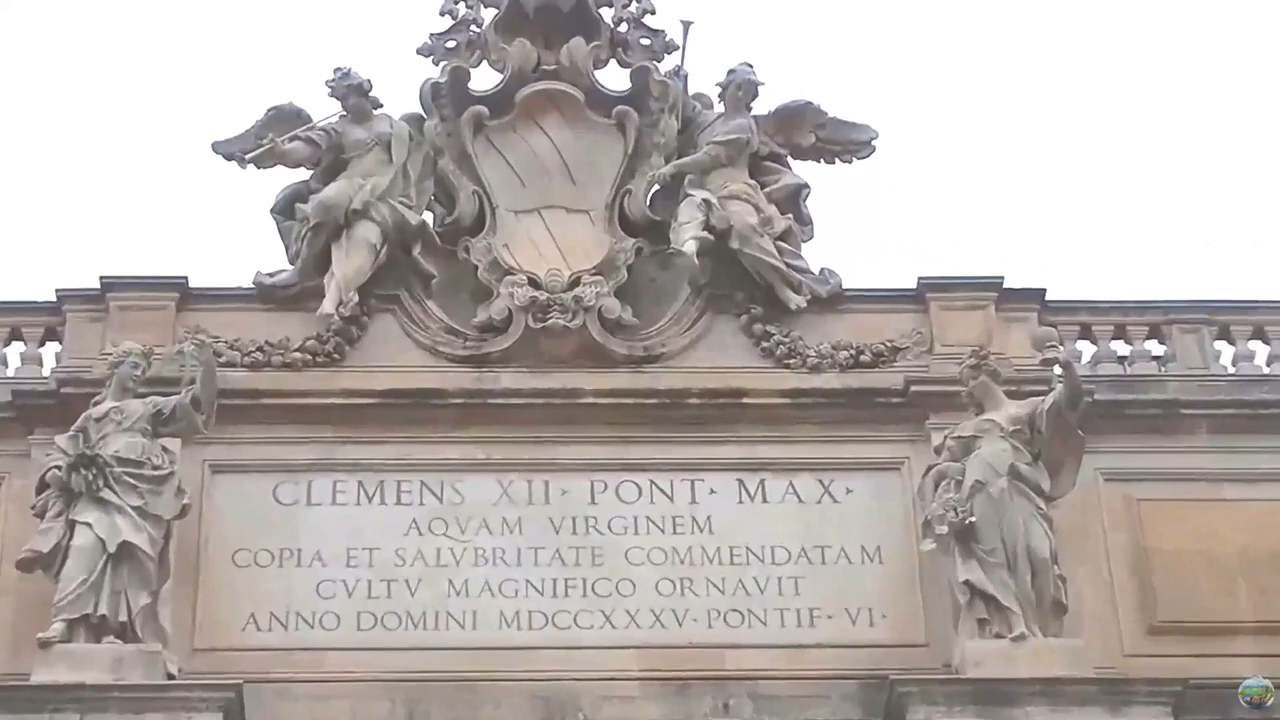 CLEMENS XII · PONT · MAX ·
AQVAM VIRGINEM
COPIA ET SALVBRITATE COMMENDATAM
CVLTV MAGNIFICO ORNAVIT
ANNO DOMINI MDCCXXXV · PONTIF · VI ·